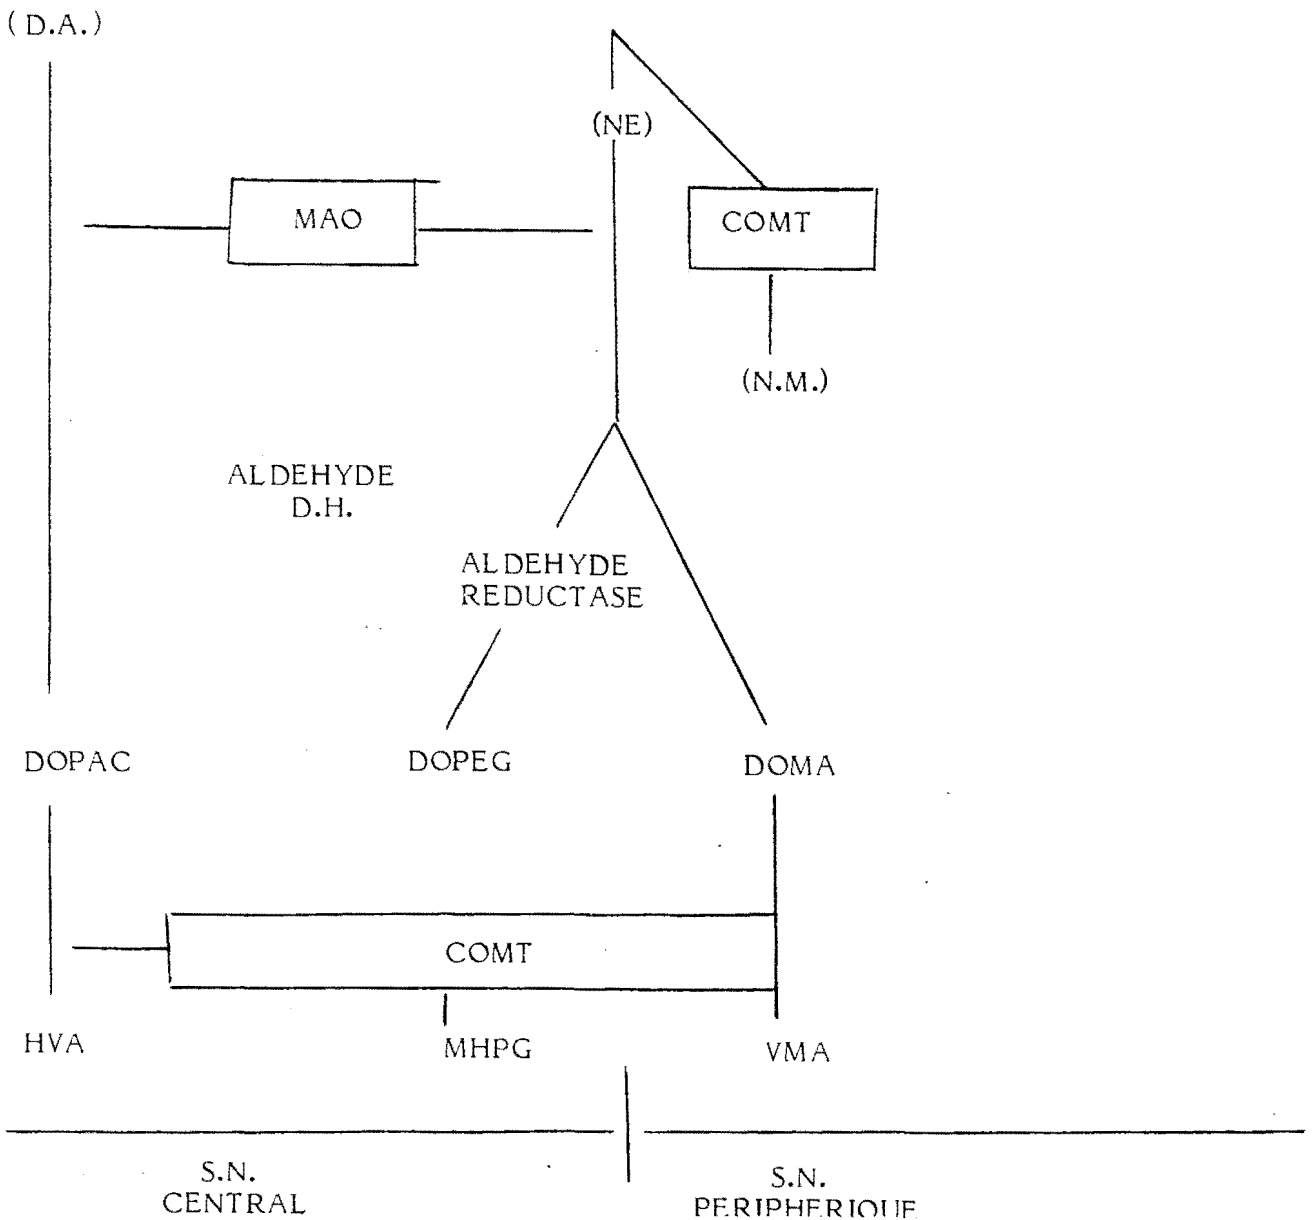 (D.A.)
(NE)
MAO
COMT
(N.M.)
ALDEHYDE
D.H.
ALDEHYDE
REDUCTASE
DOPAC
DOPEG
DOMA
COMT
HVA
MHPG
VMA
S.N.
CENTRAL
S.N.
PERIPHERIQUE